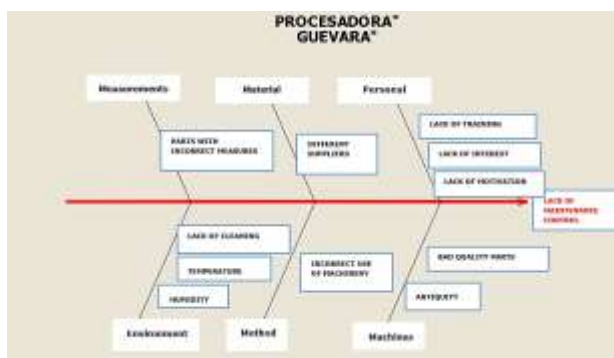 PROCESADORA"
GUEVARA"
Measurements
Material
Personal
LACK OF TRAINING
PARTS WITH
INCORRECT MEASURES
DIFFERENT
SUPPLIERS
LACK OF INTEREST
LACK OF MOTIVATION
LACK OF
MAINTENANCE
CONTROL
LACK OF CLEANING
TEMPERATURE
HUMIDITY
INCORRECT USE
OF MACHINERY
BAD QUALITY PARTS
ANTIQUITY
Environment
Method
Machines